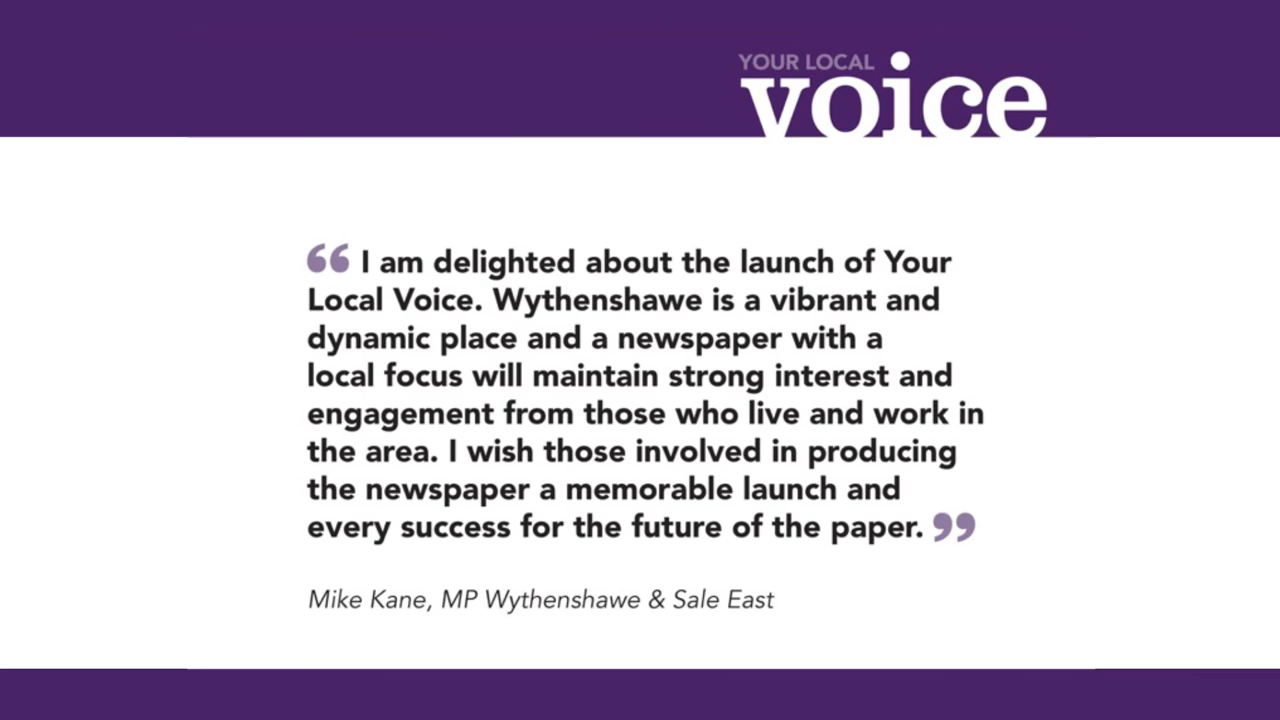 YOUR LOCAL
voice
“ I am delighted about the launch of Your
Local Voice. Wythenshawe is a vibrant and
dynamic place and a newspaper with a
local focus will maintain strong interest and
engagement from those who live and work in
the area. I wish those involved in producing
the newspaper a memorable launch and
every success for the future of the paper. ”
Mike Kane, MP Wythenshawe & Sale East